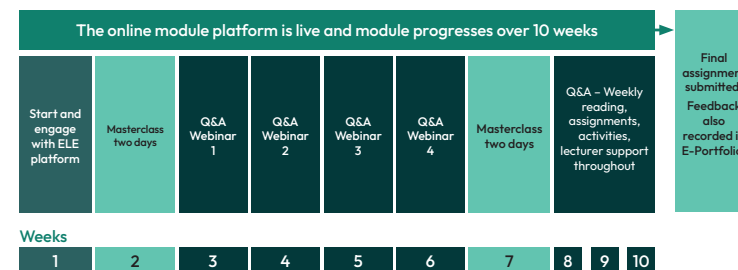 The online module platform is live and module progresses over 10 weeks
Start and
engage
with ELE
platform
Masterclass
two days
Q&A
Webinar
1
Q&A
Webinar
2
Q&A
Webinar
3
Q&A
Webinar
4
Masterclass
two days
Q&A – Weekly
reading,
assignments,
activities,
lecturer support
throughout
Final
submitted
Feedback
also
recorded
Weeks
1
2
3
4
5
6
7
8
9
10